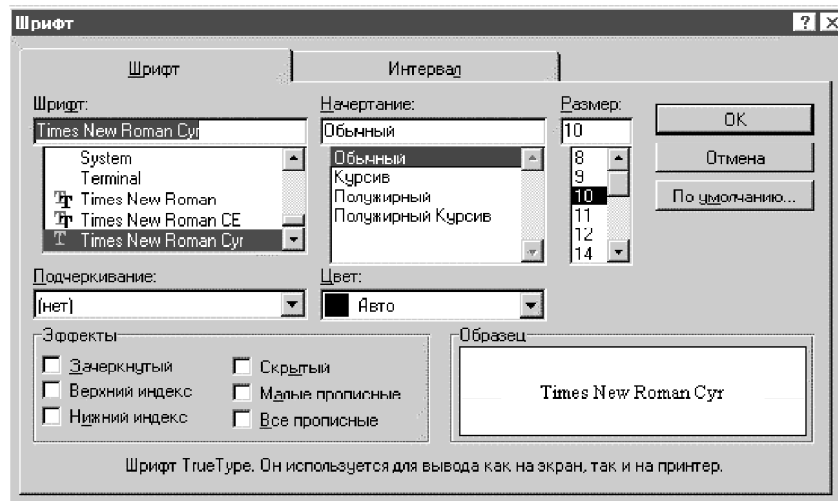 Шрифт ? X
Шрифт Интервал
Шрифт: Начертание: Размер:
Times New Roman Cyr Обычный 10 OK
System Обычный 8 Отмена
Terminal Курсив 9
Times New Roman Полужирный 10 По умолчанию...
Times New Roman CE Полужирный Курсив 11
Times New Roman Cyr 12
14
Подчеркивание: Цвет:
(нет) Авто
Эффекты Образец
Зачеркнутый Скрытый
Верхний индекс Малые прописные Times New Roman Cyr
Нижний индекс Все прописные
Шрифт TrueType. Он используется для вывода как на экран, так и на принтер.